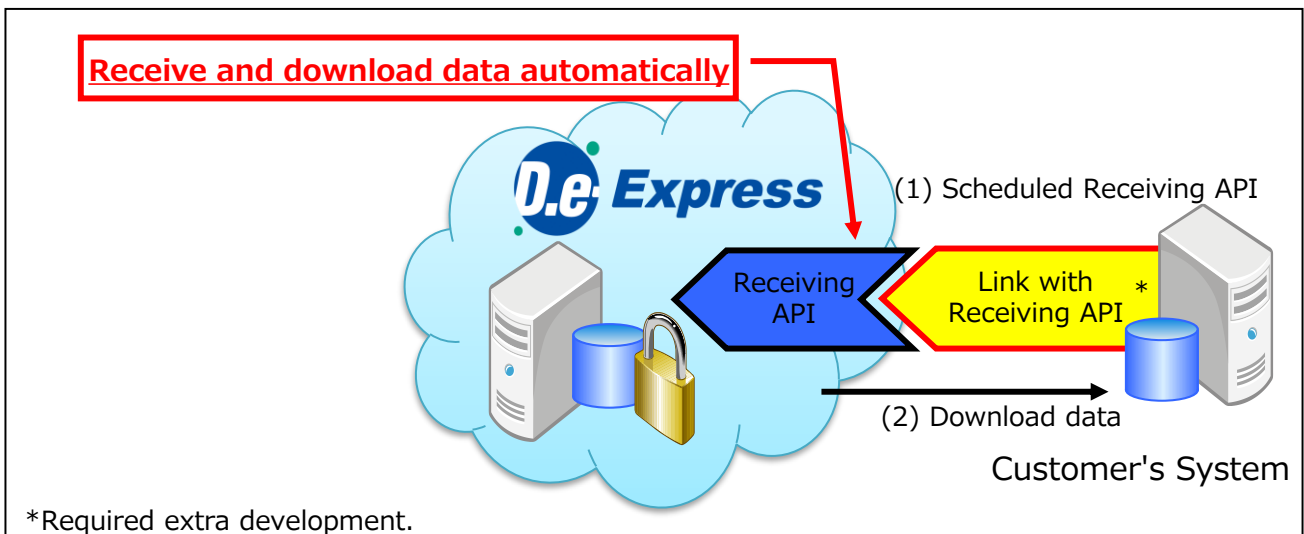 Receive and download data automatically
D.e Express
(1) Scheduled Receiving API
Receiving
API
Link with
Receiving API *
(2) Download data
Customer's System
*Required extra development.